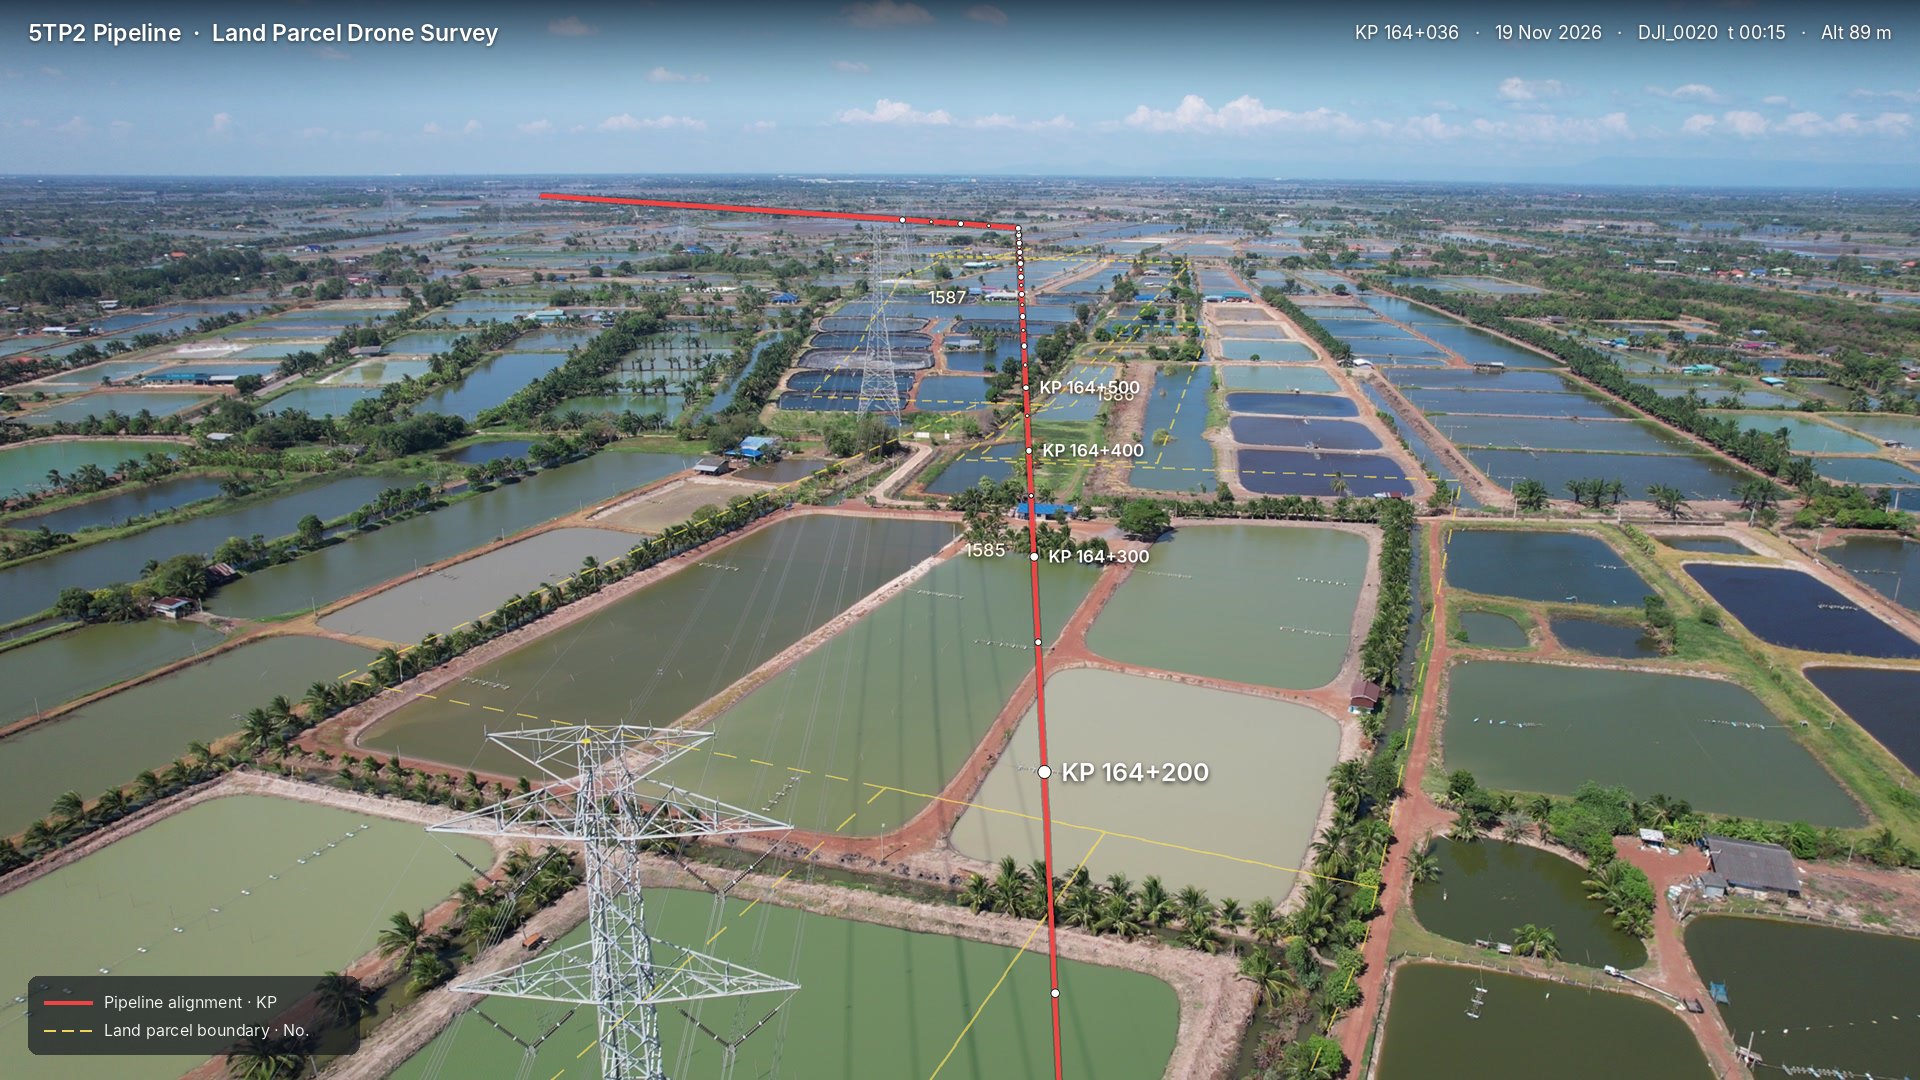 5TP2 Pipeline · Land Parcel Drone Survey
KP 164+036 · 19 Nov 2026 · DJI_0020 t 00:15 · Alt 89 m
1587
KP 164+500
1586
KP 164+400
1585
KP 164+300
KP 164+200
Pipeline alignment · KP
Land parcel boundary · No.